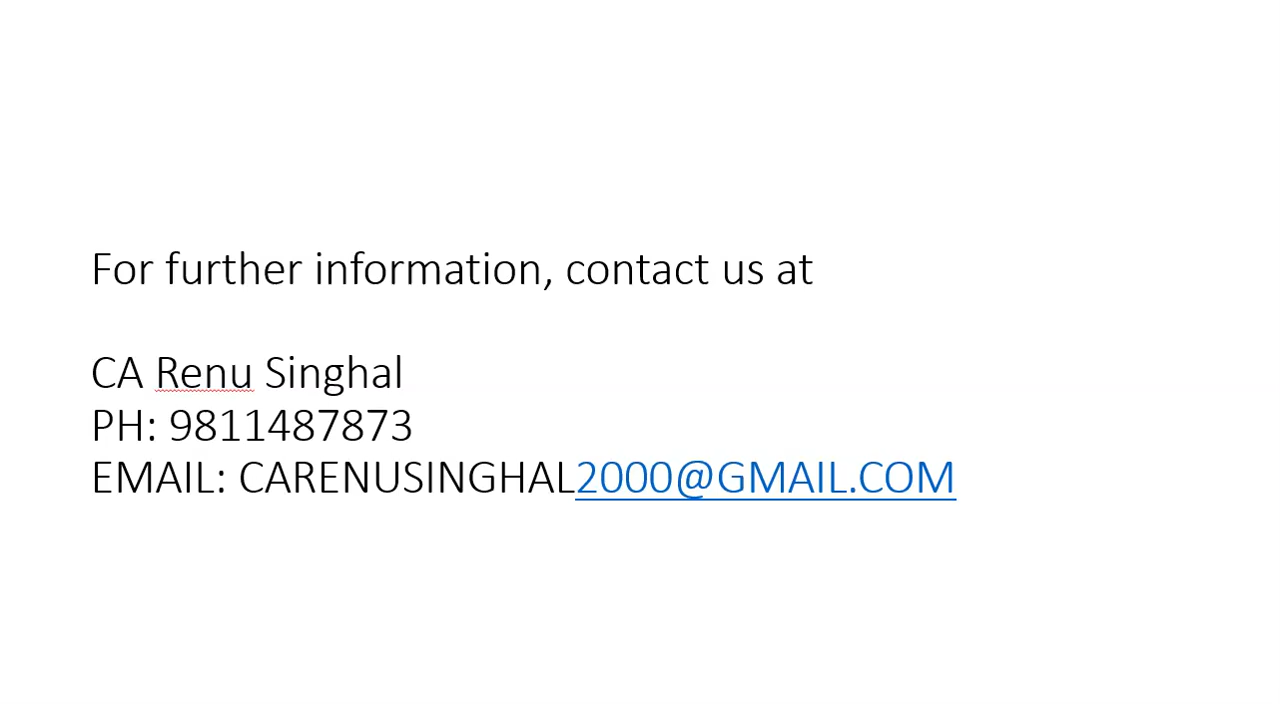 For further information, contact us at
CA Renu Singhal
PH: 9811487873
EMAIL: CARENUSINGHAL2000@GMAIL.COM